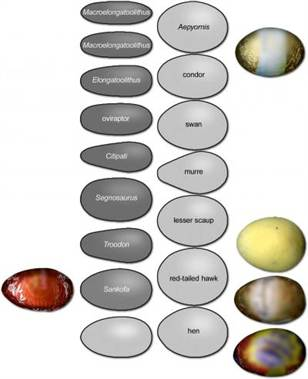 Macroelongatoolithus
Macroelongatoolithus
Elongatoolithus
oviraptor
Citipati
Segnosaurus
Troodon
Sankofa
Aepyornis
condor
swan
murre
lesser scaup
red-tailed hawk
hen